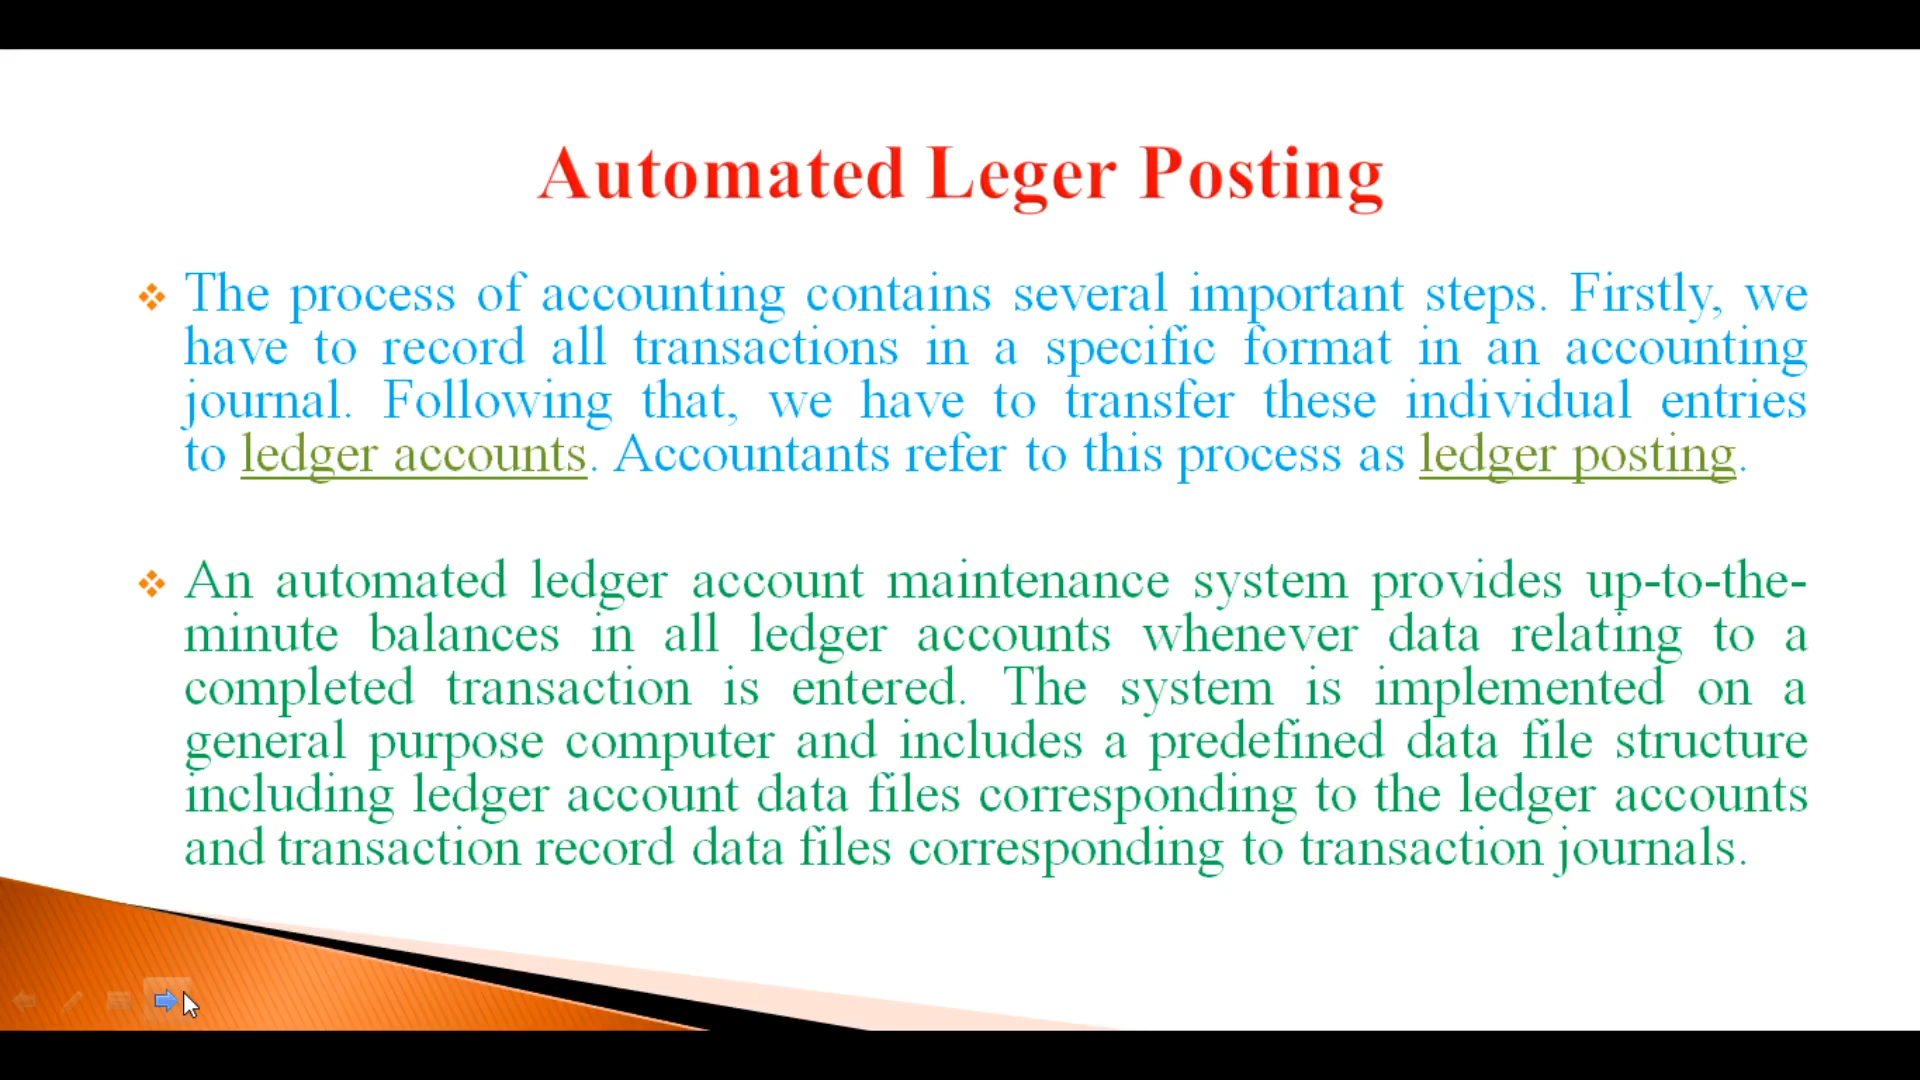 Automated Leger Posting
The process of accounting contains several important steps. Firstly, we
have to record all transactions in a specific format in an accounting
journal. Following that, we have to transfer these individual entries
to ledger accounts. Accountants refer to this process as ledger posting.
An automated ledger account maintenance system provides up-to-the-
minute balances in all ledger accounts whenever data relating to a
completed transaction is entered. The system is implemented on a
general purpose computer and includes a predefined data file structure
including ledger account data files corresponding to the ledger accounts
and transaction record data files corresponding to transaction journals.